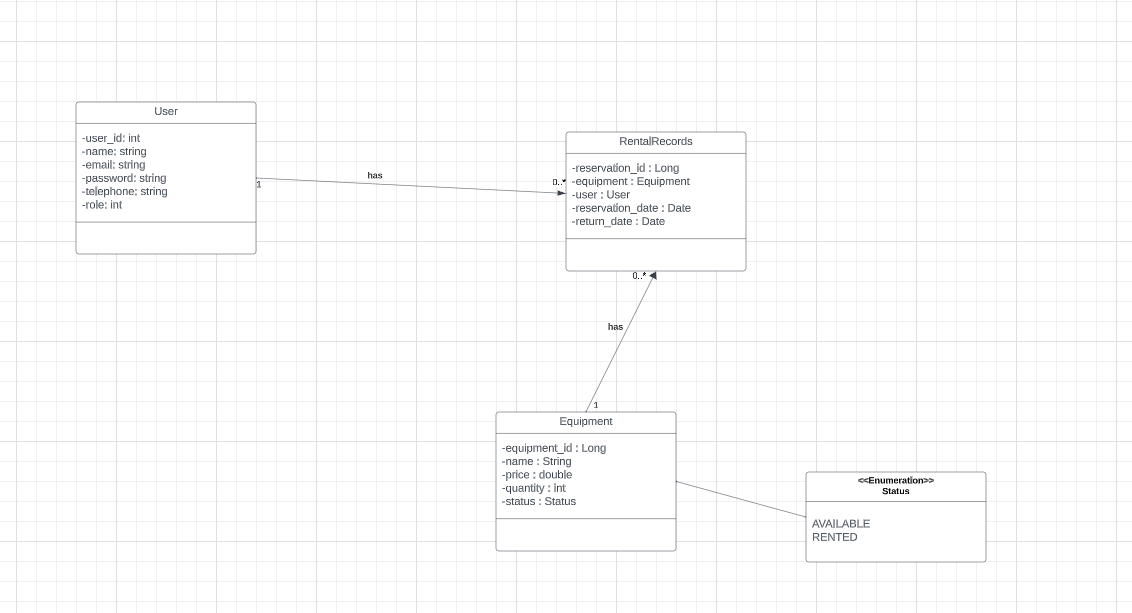 User
-user_id: int
-name: string
-email: string
-password: string
-telephone: string
-role: int
1
has
0..*
RentalRecords
-reservation_id : Long
-equipment : Equipment
-user : User
-reservation_date : Date
-return_date : Date
0..*
has
1
Equipment
-equipment_id : Long
-name : String
-price : double
-quantity : int
-status : Status
<<Enumeration>>
Status
AVAILABLE
RENTED